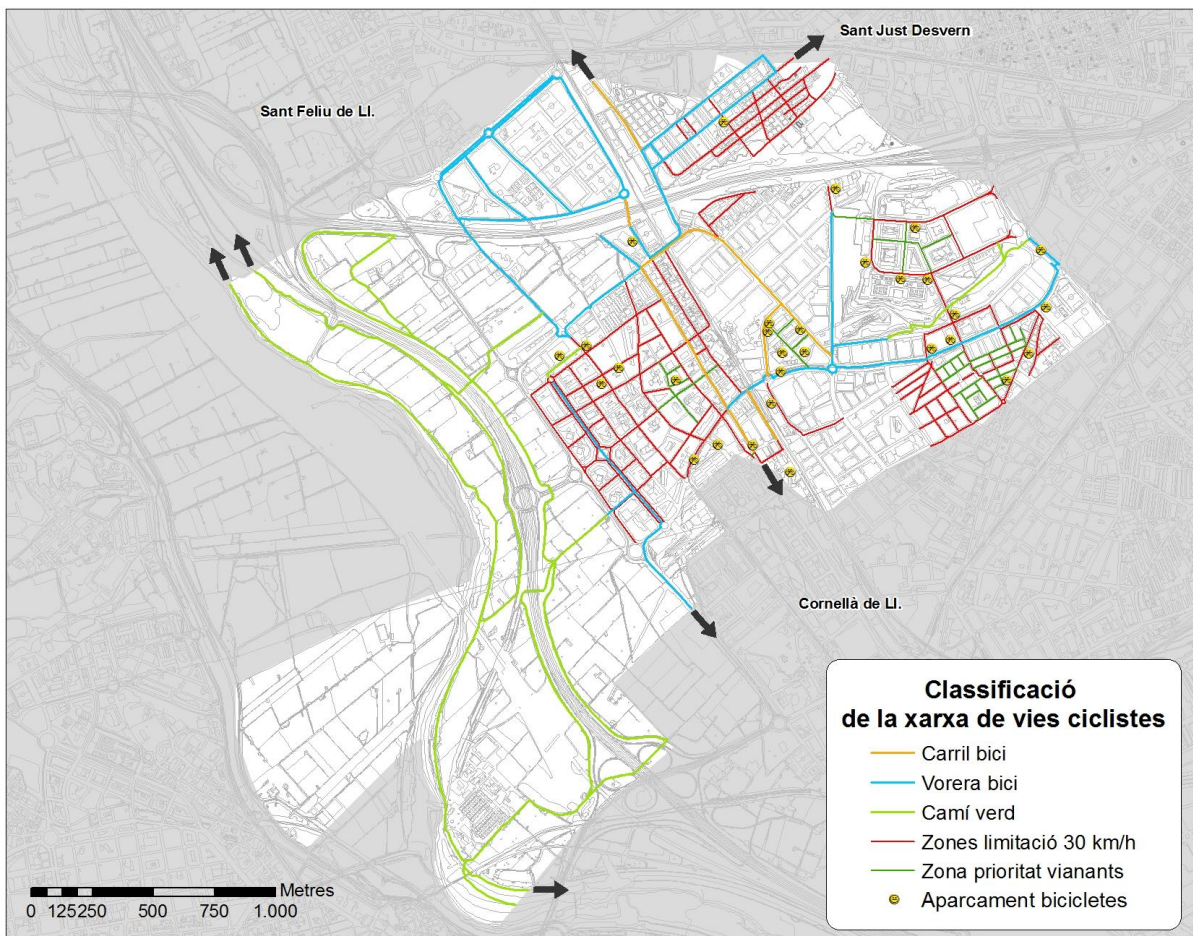 Sant Just Desvern
Sant Feliu de Ll.
Cornellà de Ll.
Classificació
de la xarxa de vies ciclistes
Carril bici
Vorera bici
Camí verd
Zones limitació 30 km/h
Zona prioritat vianants
Aparcament bicicletes
Metres
0 125 250 500 750 1.000